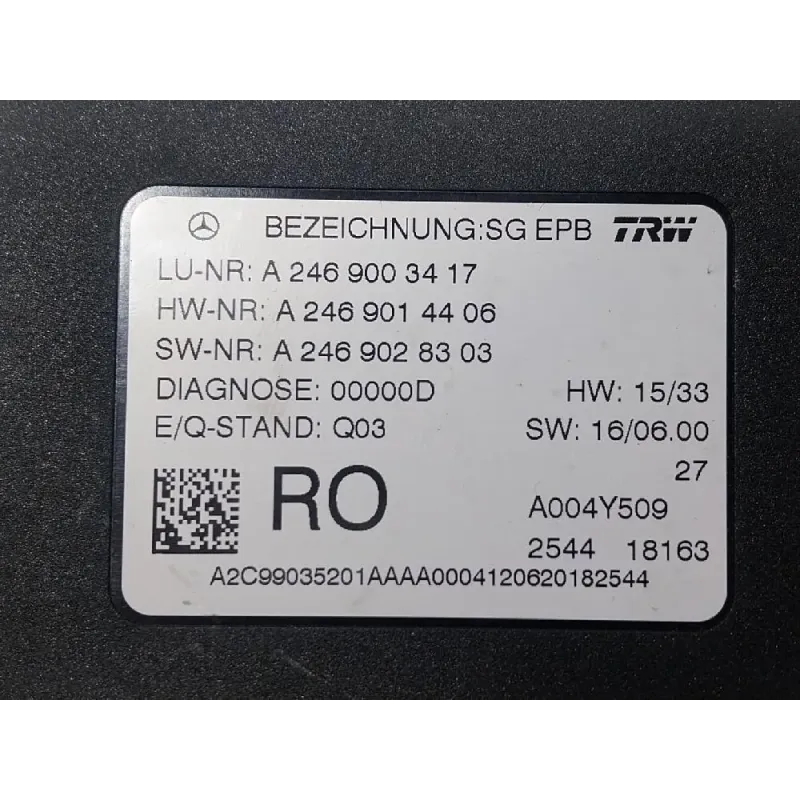 BEZEICHNUNG:SG EPB TRW
LU-NR: A 246 900 34 17
HW-NR: A 246 901 44 06
SW-NR: A 246 902 83 03
DIAGNOSE: 00000D HW: 15/33
E/Q-STAND: Q03 SW: 16/06.00
27
RO A004Y509
2544 18163
A2C99035201AAAA0004120620182544